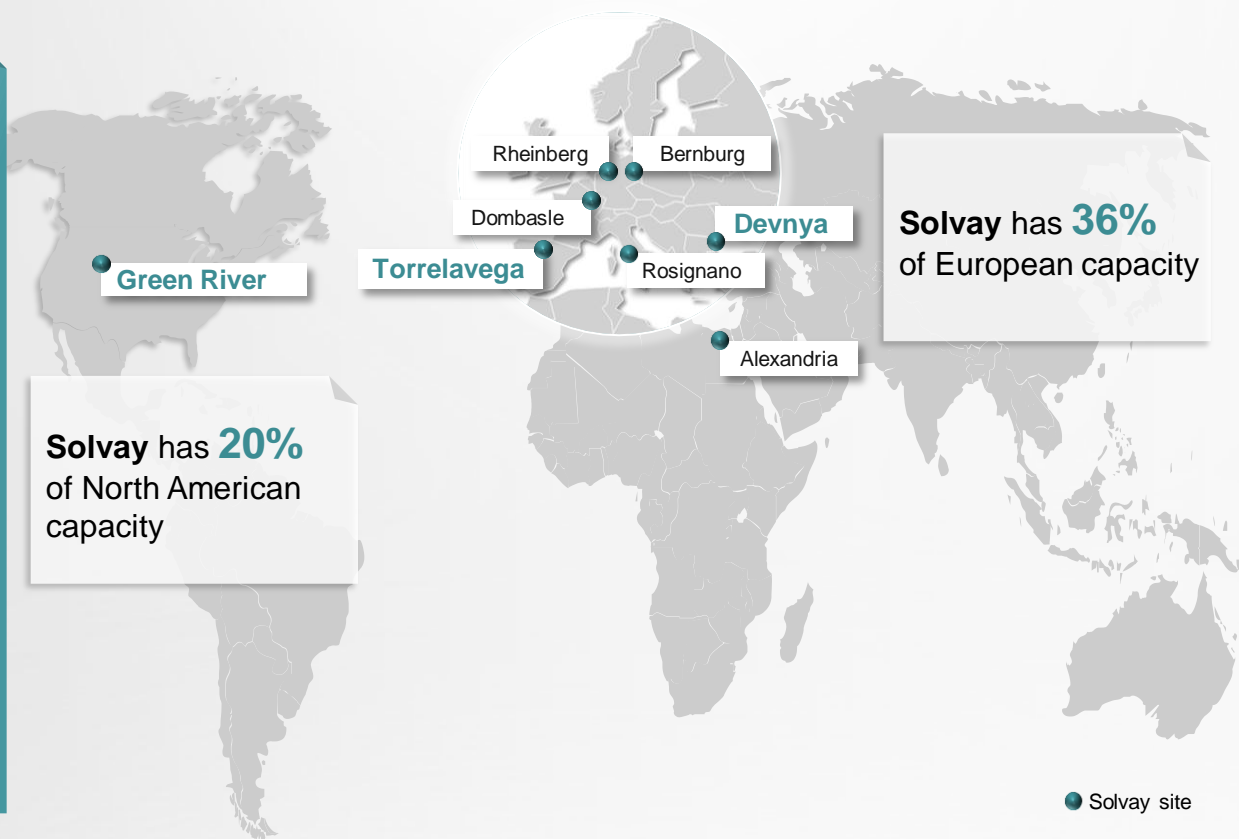 Rheinberg
Bernburg
Dombasle
Devnya
Torrelavega
Rosignano
Green River
Alexandria
Solvay has 36%
of European capacity
Solvay has 20%
of North American
capacity
Solvay site